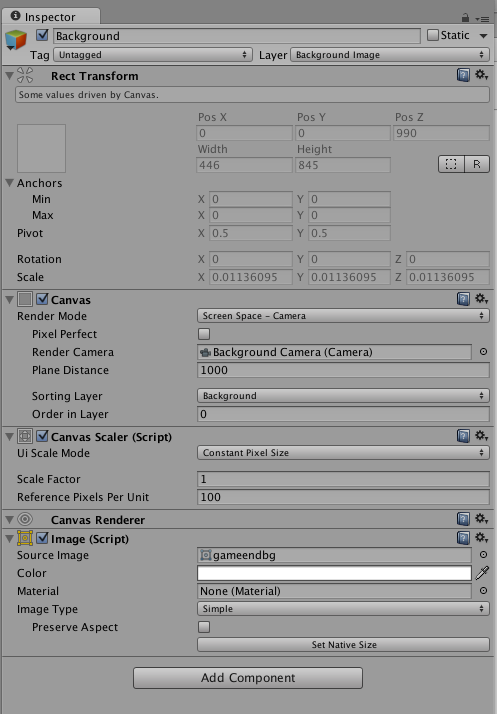 Inspector
Background Static
Tag Untagged Layer Background Image
Rect Transform
Some values driven by Canvas.
Pos X Pos Y Pos Z
0 0 990
Width Height
446 845 R
Anchors
Min X 0 Y 0
Max X 0 Y 0
Pivot X 0.5 Y 0.5
Rotation X 0 Y 0 Z 0
Scale X 0.01136095 Y 0.01136095 Z 0.01136095
Canvas
Render Mode Screen Space - Camera
Pixel Perfect
Render Camera Background Camera (Camera)
Plane Distance 1000
Sorting Layer Background
Order in Layer 0
Canvas Scaler (Script)
Ui Scale Mode Constant Pixel Size
Scale Factor 1
Reference Pixels Per Unit 100
Canvas Renderer
Image (Script)
Source Image gameendbg
Color
Material None (Material)
Image Type Simple
Preserve Aspect
Set Native Size
Add Component